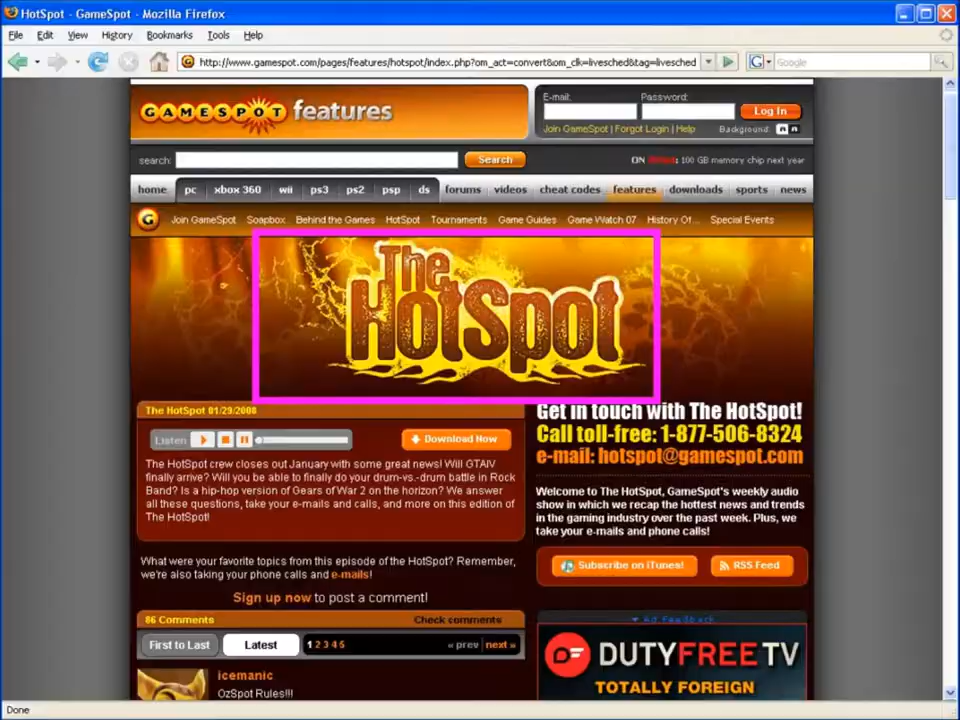 HotSpot - GameSpot - Mozilla Firefox
File Edit View History Bookmarks Tools Help
http://www.gamespot.com/pages/features/hotspot/index.php?om_act=convert&om_clk=livesched&tag=livesched
Google
GAMESPOT features
E-mail: Password:
Log In
Join GameSpot | Forgot Login | Help Background:
search: Search
ON : 100 GB memory chip next year
home pc xbox 360 wii ps3 ps2 psp ds forums videos cheat codes features downloads sports news
Join GameSpot Soapbox Behind the Games HotSpot Tournaments Game Guides Game Watch 07 History Of... Special Events
The
HotSpot
The HotSpot 01/29/2008
Listen Download Now
The HotSpot crew closes out January with some great news! Will GTAIV
finally arrive? Will you be able to finally do your drum-vs.-drum battle in Rock
Band? Is a hip-hop version of Gears of War 2 on the horizon? We answer
all these questions, take your e-mails and calls, and more on this edition of
The HotSpot!
What were your favorite topics from this episode of the HotSpot? Remember,
we're also taking your phone calls and e-mails!
Sign up now to post a comment!
86 Comments Check comments
First to Last Latest 1 2 3 4 5 « prev next »
icemanic
OzSpot Rules!!!
Get in touch with The HotSpot!
Call toll-free: 1-877-506-8324
e-mail: hotspot@gamespot.com
Welcome to The HotSpot, GameSpot's weekly audio
show in which we recap the hottest news and trends
in the gaming industry over the past week. Plus, we
take your e-mails and phone calls!
Subscribe on iTunes! RSS Feed
Ad Feedback
DUTYFREETV
TOTALLY FOREIGN
Done